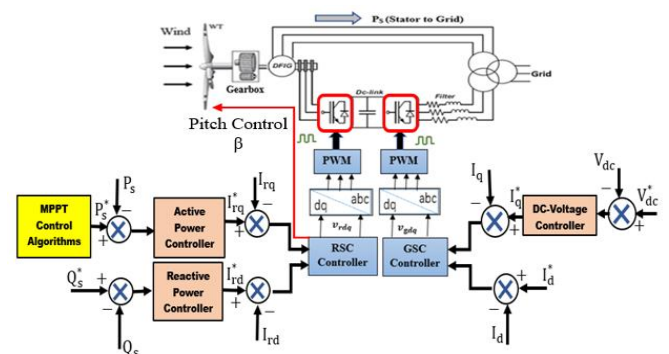 P_S (Stator to Grid)
Wind
WT
DFIG
Gearbox
Grid
Dc-link
Filter
Pitch Control
β
PWM
PWM
dq abc
dq abc
v_rdq
v_gdq
MPPT
Control
Algorithms
P_s^*
P_s
+
−
Active
Power
Controller
I_rq^*
I_rq
+
−
RSC
Controller
GSC
Controller
I_q
−
I_q^*
+
DC-Voltage
Controller
V_dc
−
V_dc^*
+
Q_s^*
+
−
Q_s
Reactive
Power
Controller
I_rd^*
+
−
I_rd
I_d^*
+
−
I_d